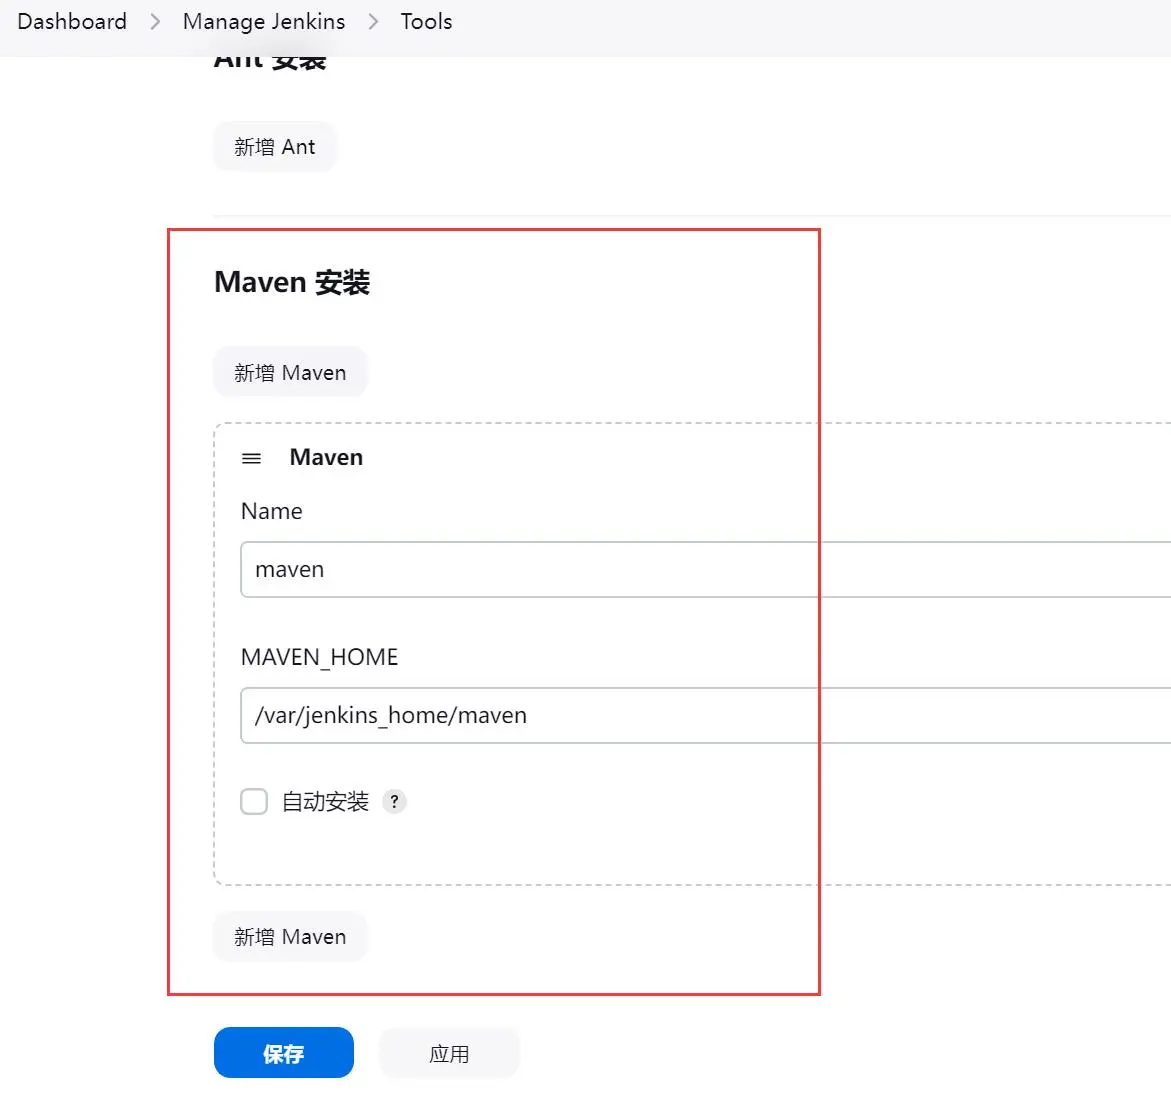 Dashboard > Manage Jenkins > Tools
Ant 安装
新增 Ant
Maven 安装
新增 Maven
Maven
Name
maven
MAVEN_HOME
/var/jenkins_home/maven
自动安装 ?
新增 Maven
保存 应用